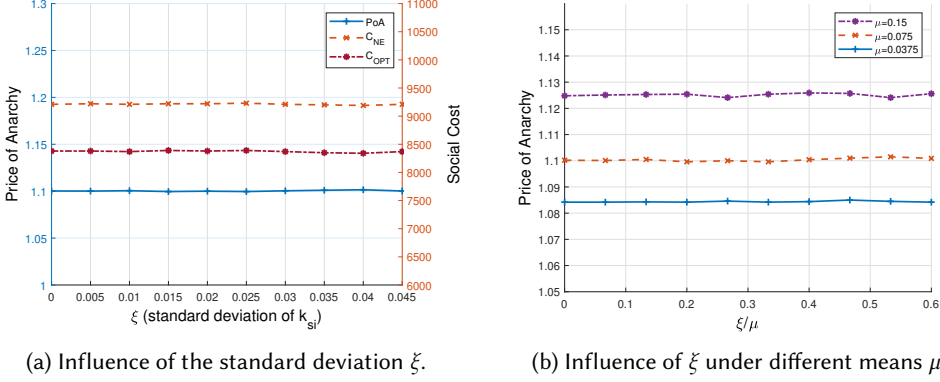 1.3
1.25
1.2
1.15
1.1
1.05
1
Price of Anarchy
PoA
C_NE
C_OPT
11000
10500
10000
9500
9000
8500
8000
7500
7000
6500
6000
Social Cost
0 0.005 0.01 0.015 0.02 0.025 0.03 0.035 0.04 0.045
ξ (standard deviation of k_si)
(a) Influence of the standard deviation ξ.
1.15
1.14
1.13
1.12
1.11
1.1
1.09
1.08
1.07
1.06
1.05
Price of Anarchy
μ=0.15
μ=0.075
μ=0.0375
0 0.1 0.2 0.3 0.4 0.5 0.6
ξ/μ
(b) Influence of ξ under different means μ